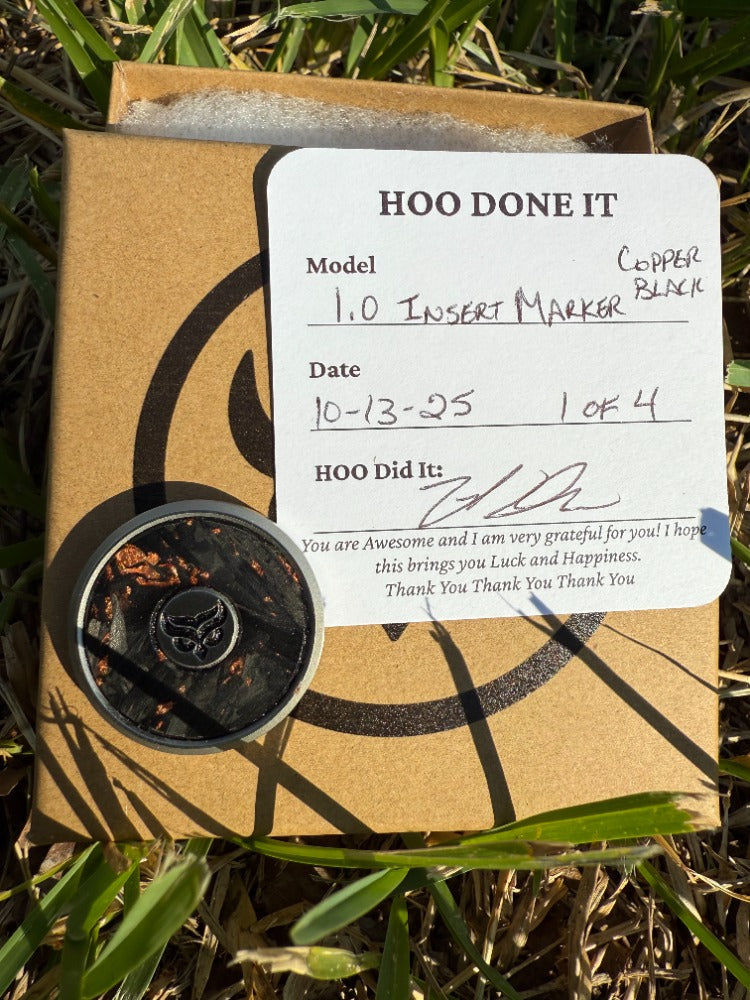 HOO DONE IT
Model
COPPER
BLACK
1.0 INSERT MARKER
Date
10-13-25 1 OF 4
HOO Did It:
You are Awesome and I am very grateful for you! I hope
this brings you Luck and Happiness.
Thank You Thank You Thank You